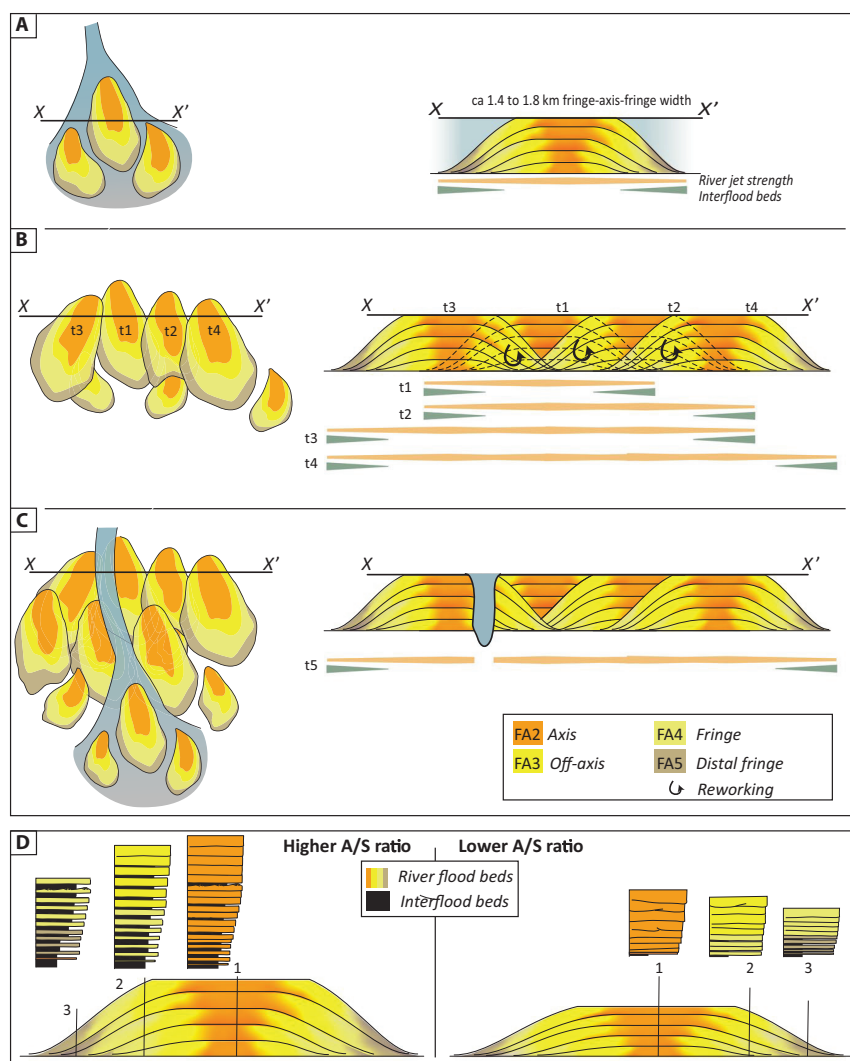 A
X
X'
ca 1.4 to 1.8 km fringe-axis-fringe width
X
X'
River jet strength
Interflood beds
B
X
X'
t3
t1
t2
t4
X
t3
t1
t2
t4
X'
t1
t2
t3
t4
C
X
X'
X
X'
t5
FA2 Axis
FA4 Fringe
FA3 Off-axis
FA5 Distal fringe
Reworking
D
Higher A/S ratio
Lower A/S ratio
River flood beds
Interflood beds
1
2
3
1
2
3